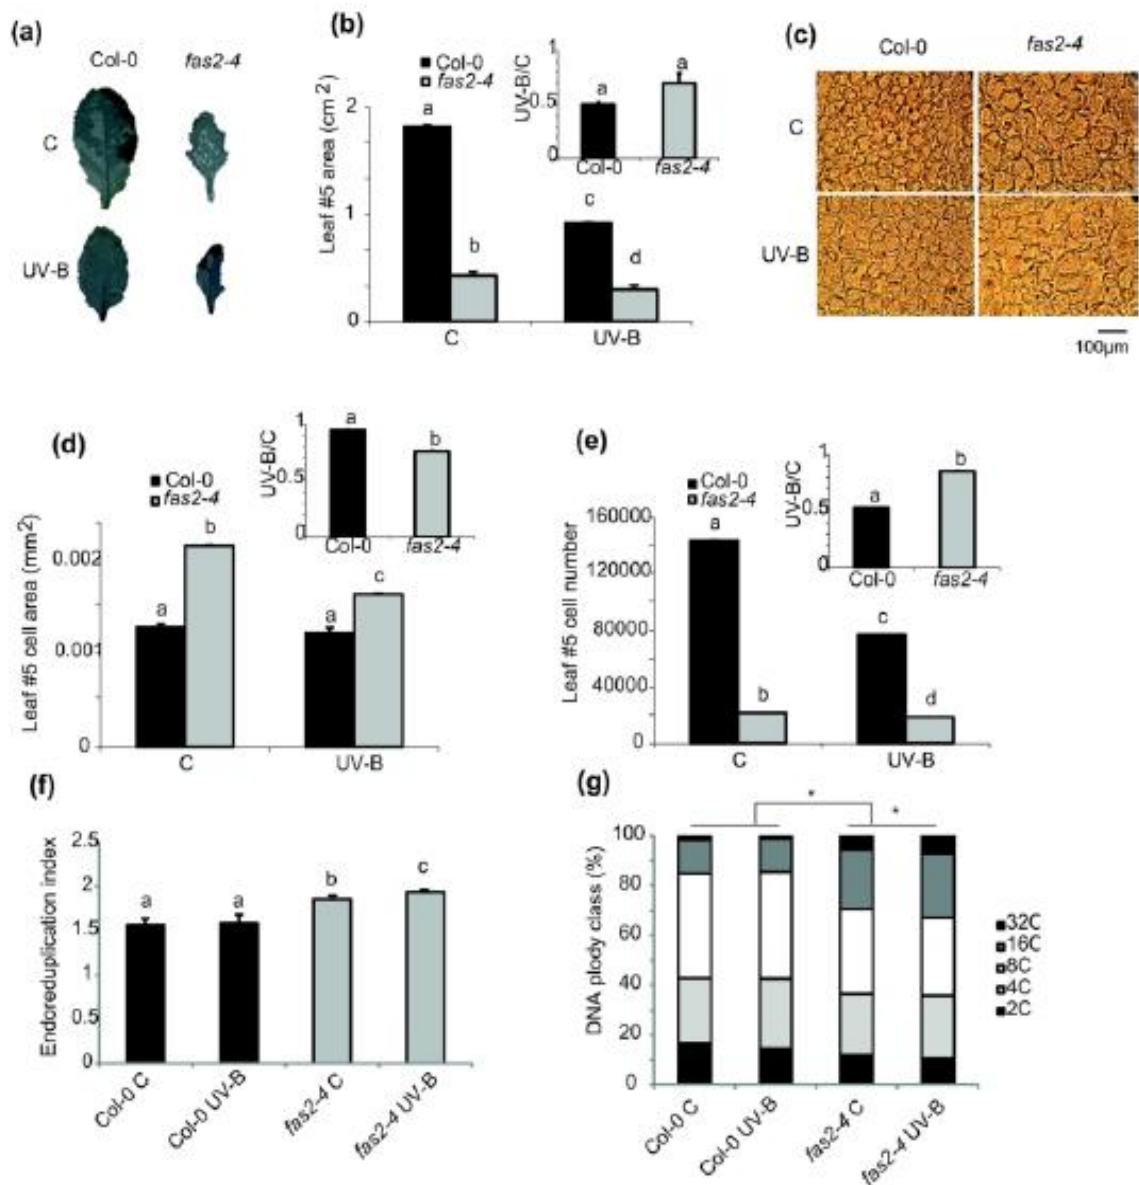 (a)
Col-0 fas2-4
C
UV-B
(b)
Col-0
fas2-4
Leaf #5 area (cm2)
2
1
0
a
b
c
d
C UV-B
UV-B/C
1
0.5
0
a
a
Col-0 fas2-4
(c)
Col-0 fas2-4
C
UV-B
100µm
(d)
Col-0
fas2-4
Leaf #5 cell area (mm2)
0.002
0.001
0
a
b
a
c
C UV-B
UV-B/C
1
0.5
0
a
b
Col-0 fas2-4
(e)
Col-0
fas2-4
Leaf #5 cell number
160000
120000
80000
40000
0
a
b
c
d
C UV-B
UV-B/C
1
0.5
0
a
b
Col-0 fas2-4
(f)
Endoreduplication index
2.5
2
1.5
1
0.5
0
a
a
b
c
Col-0 C
Col-0 UV-B
fas2-4 C
fas2-4 UV-B
(g)
DNA plody class (%)
100
80
60
40
20
0
*
*
32C
16C
8C
4C
2C
Col-0 C
Col-0 UV-B
fas2-4 C
fas2-4 UV-B